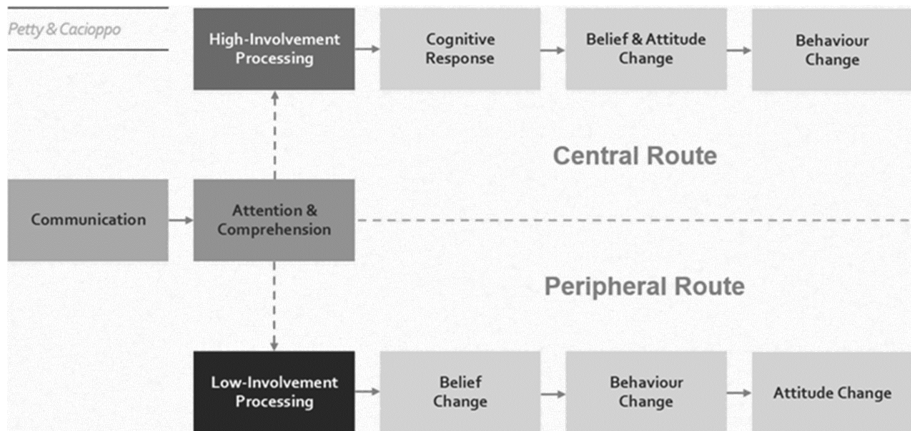 Petty & Cacioppo
High-Involvement
Processing
Cognitive
Response
Belief & Attitude
Change
Behaviour
Change
Central Route
Communication
Attention &
Comprehension
Peripheral Route
Low-Involvement
Processing
Belief
Change
Behaviour
Change
Attitude Change